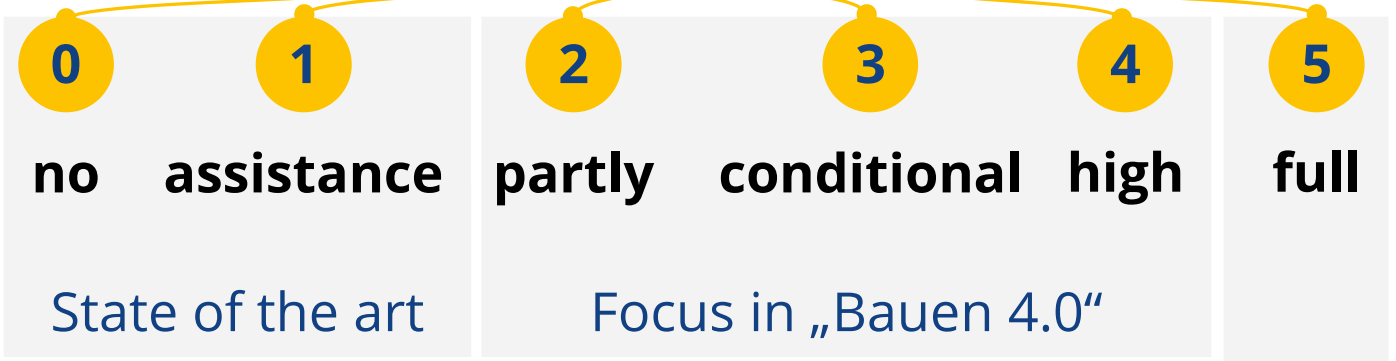 0 1 2 3 4 5
no assistance partly conditional high full
State of the art Focus in „Bauen 4.0“